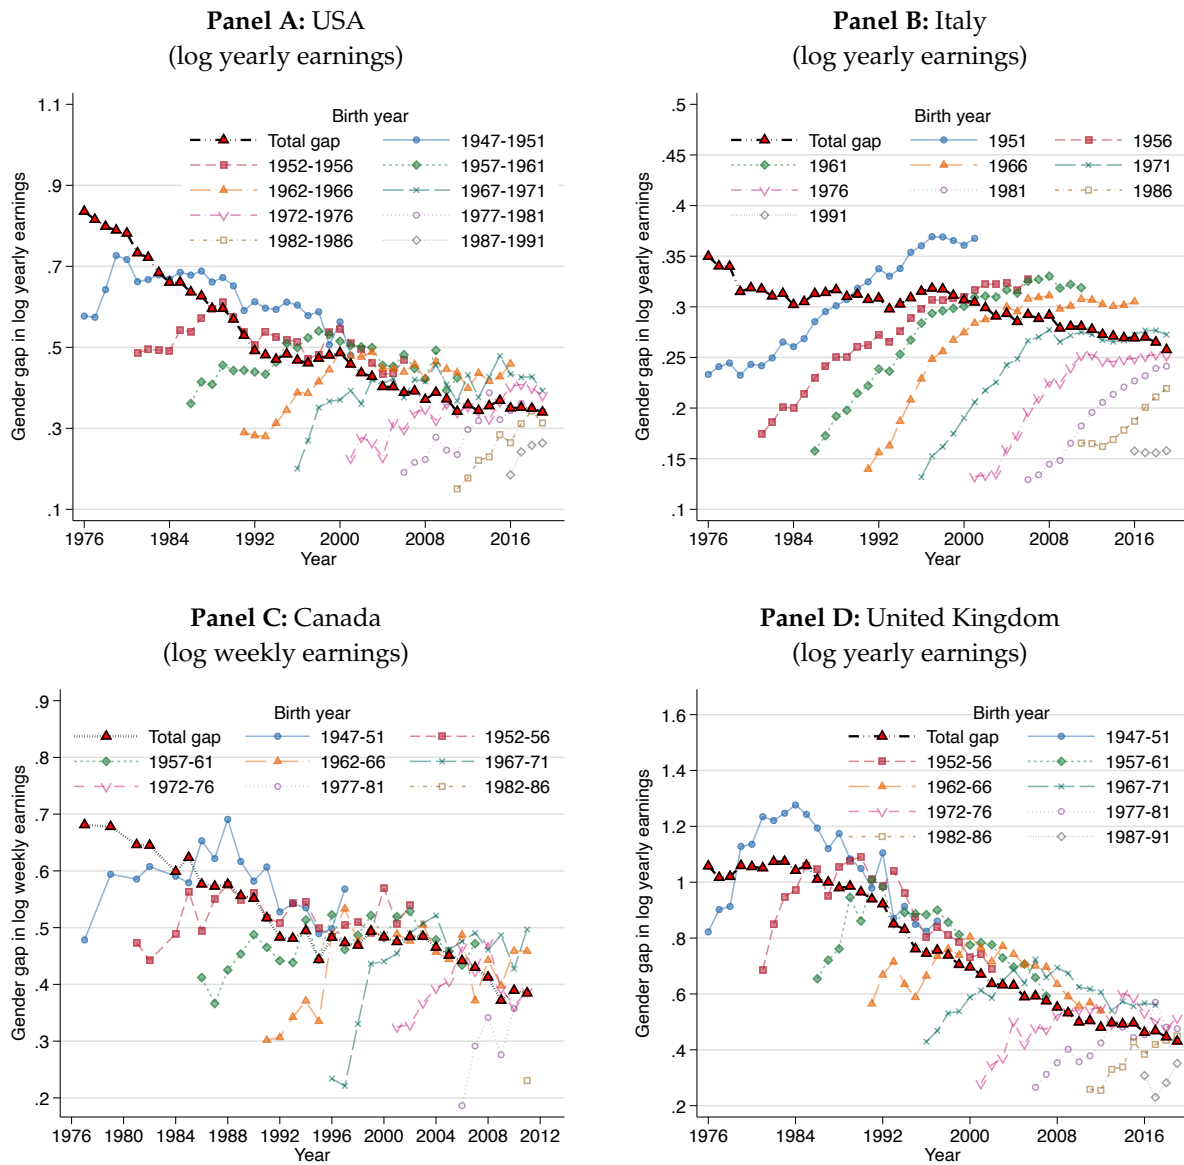 Panel A: USA
(log yearly earnings)
Gender gap in log yearly earnings
1.1
.9
.7
.5
.3
.1
Birth year
Total gap
1947-1951
1952-1956
1957-1961
1962-1966
1967-1971
1972-1976
1977-1981
1982-1986
1987-1991
1976 1984 1992 2000 2008 2016
Year
Panel B: Italy
(log yearly earnings)
Gender gap in log yearly earnings
.5
.45
.4
.35
.3
.25
.2
.15
.1
Birth year
Total gap
1951
1956
1961
1966
1971
1976
1981
1986
1991
1976 1984 1992 2000 2008 2016
Year
Panel C: Canada
(log weekly earnings)
Gender gap in log weekly earnings
.9
.8
.7
.6
.5
.4
.3
.2
Birth year
Total gap
1947-51
1952-56
1957-61
1962-66
1967-71
1972-76
1977-81
1982-86
1976 1980 1984 1988 1992 1996 2000 2004 2008 2012
Year
Panel D: United Kingdom
(log yearly earnings)
Gender gap in log yearly earnings
1.6
1.4
1.2
1
.8
.6
.4
.2
Birth year
Total gap
1947-51
1952-56
1957-61
1962-66
1967-71
1972-76
1977-81
1982-86
1987-91
1976 1984 1992 2000 2008 2016
Year